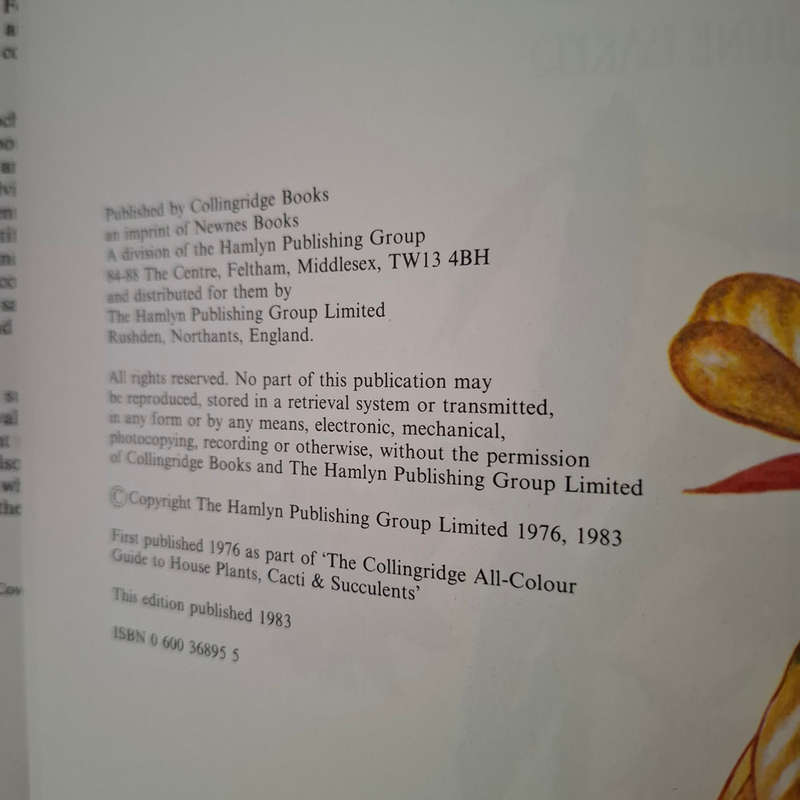 Published by Collingridge Books
an imprint of Newnes Books
A division of the Hamlyn Publishing Group
84-88 The Centre, Feltham, Middlesex, TW13 4BH
and distributed for them by
The Hamlyn Publishing Group Limited
Rushden, Northants, England.
All rights reserved. No part of this publication may
be reproduced, stored in a retrieval system or transmitted,
in any form or by any means, electronic, mechanical,
photocopying, recording or otherwise, without the permission
of Collingridge Books and The Hamlyn Publishing Group Limited
©Copyright The Hamlyn Publishing Group Limited 1976, 1983
First published 1976 as part of 'The Collingridge All-Colour
Guide to House Plants, Cacti & Succulents'
This edition published 1983
ISBN 0 600 36895 5